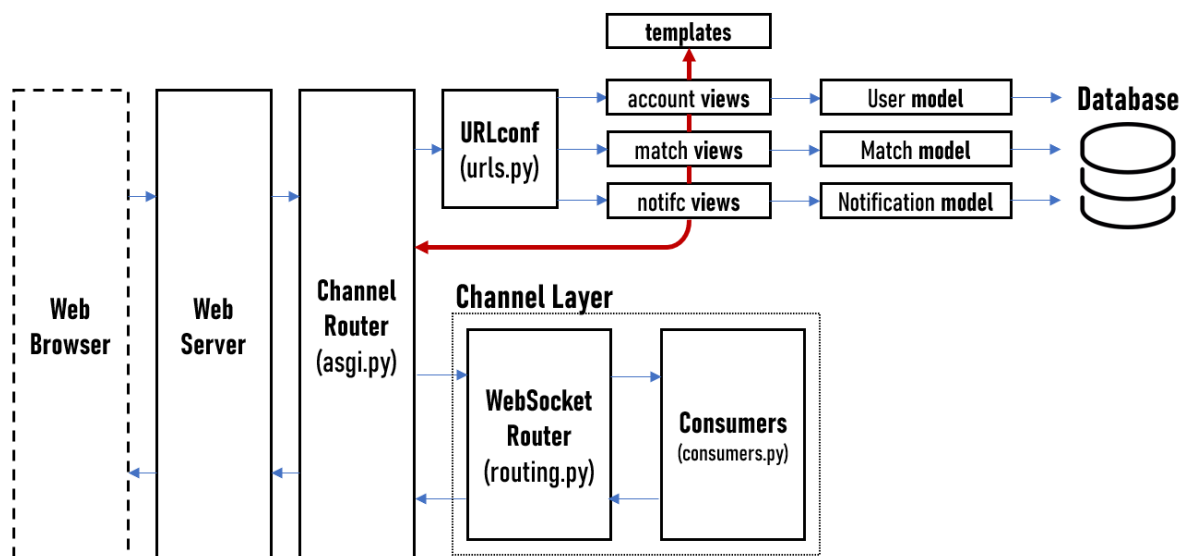 templates
account views
User model
Database
URLconf
(urls.py)
match views
Match model
notifc views
Notification model
Web
Browser
Web
Server
Channel
Router
(asgi.py)
Channel Layer
WebSocket
Router
(routing.py)
Consumers
(consumers.py)